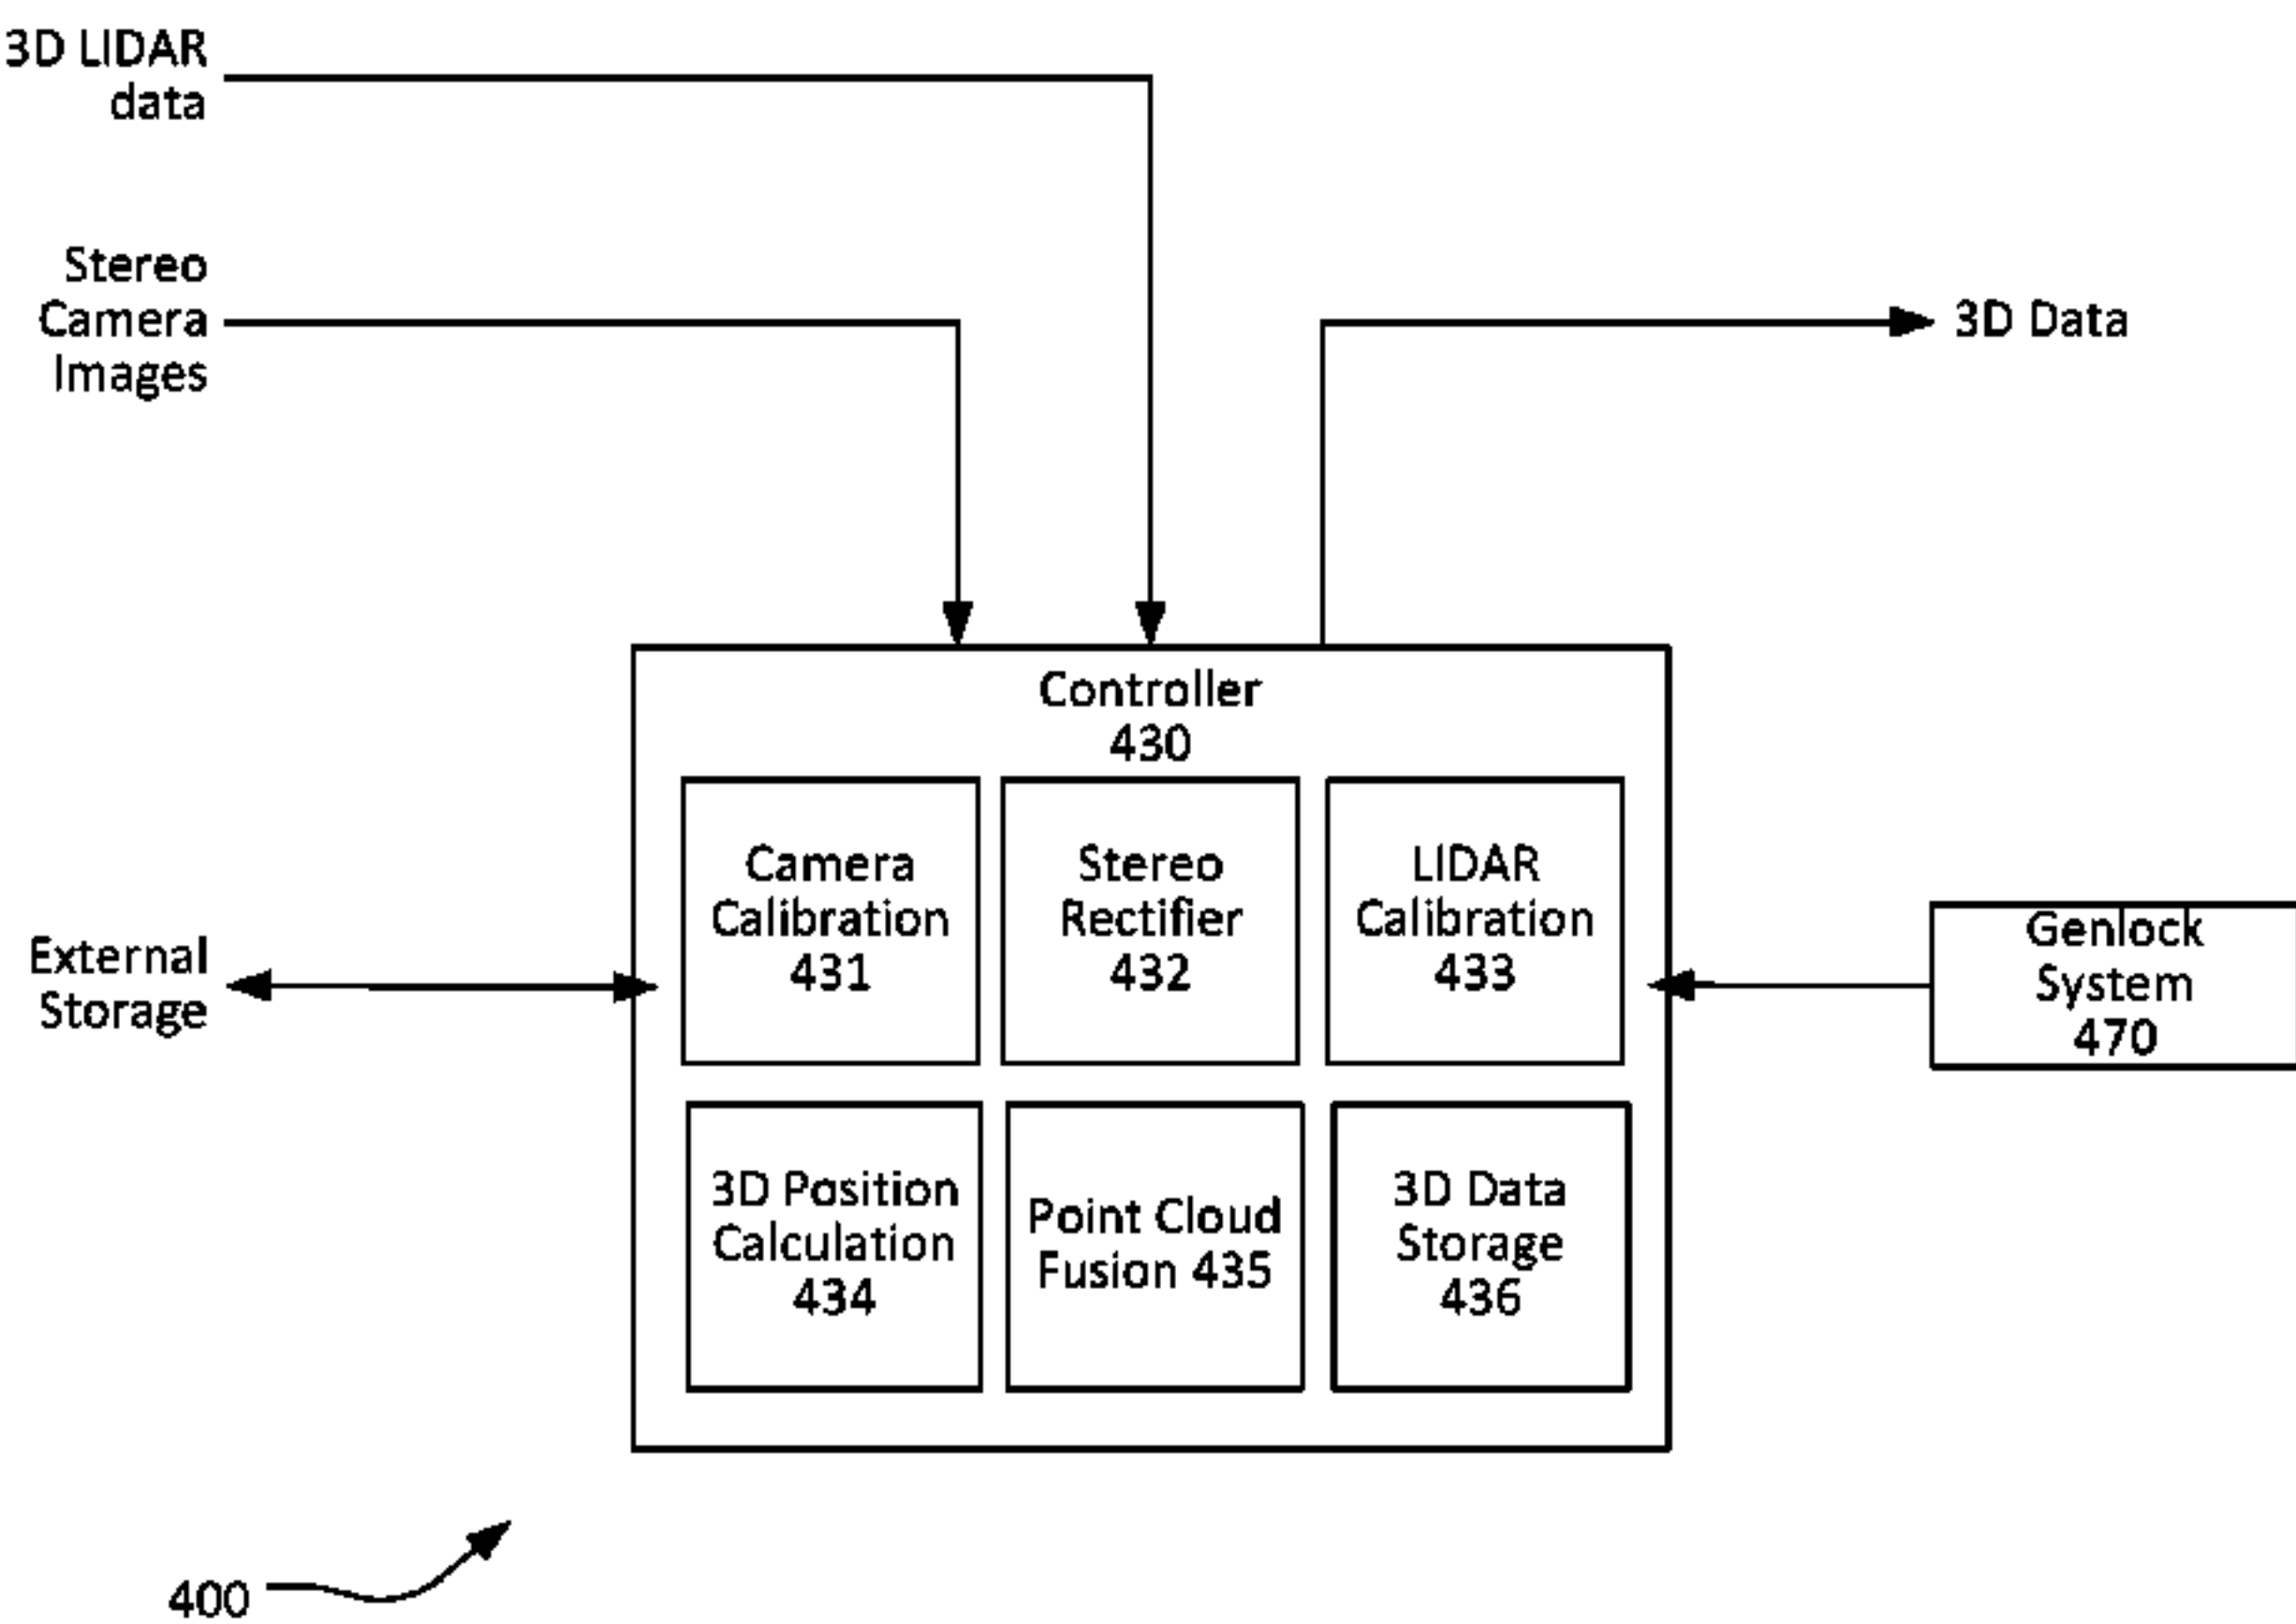 3D LIDAR
data
Stereo
Camera
Images
3D Data
Controller
430
Camera
Calibration
431
Stereo
Rectifier
432
LIDAR
Calibration
433
External
Storage
Genlock
System
470
3D Position
Calculation
434
Point Cloud
Fusion 435
3D Data
Storage
436
400